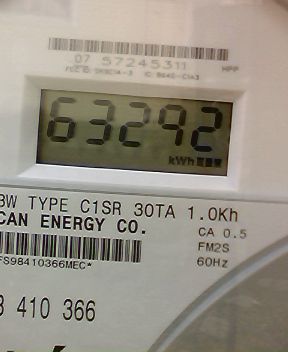 07 57245311
63292
kWh
3W TYPE C1SR 30TA 1.0Kh
CAN ENERGY CO.
CA 0.5
FM2S
FS98410366MEC*
60Hz
3 410 366